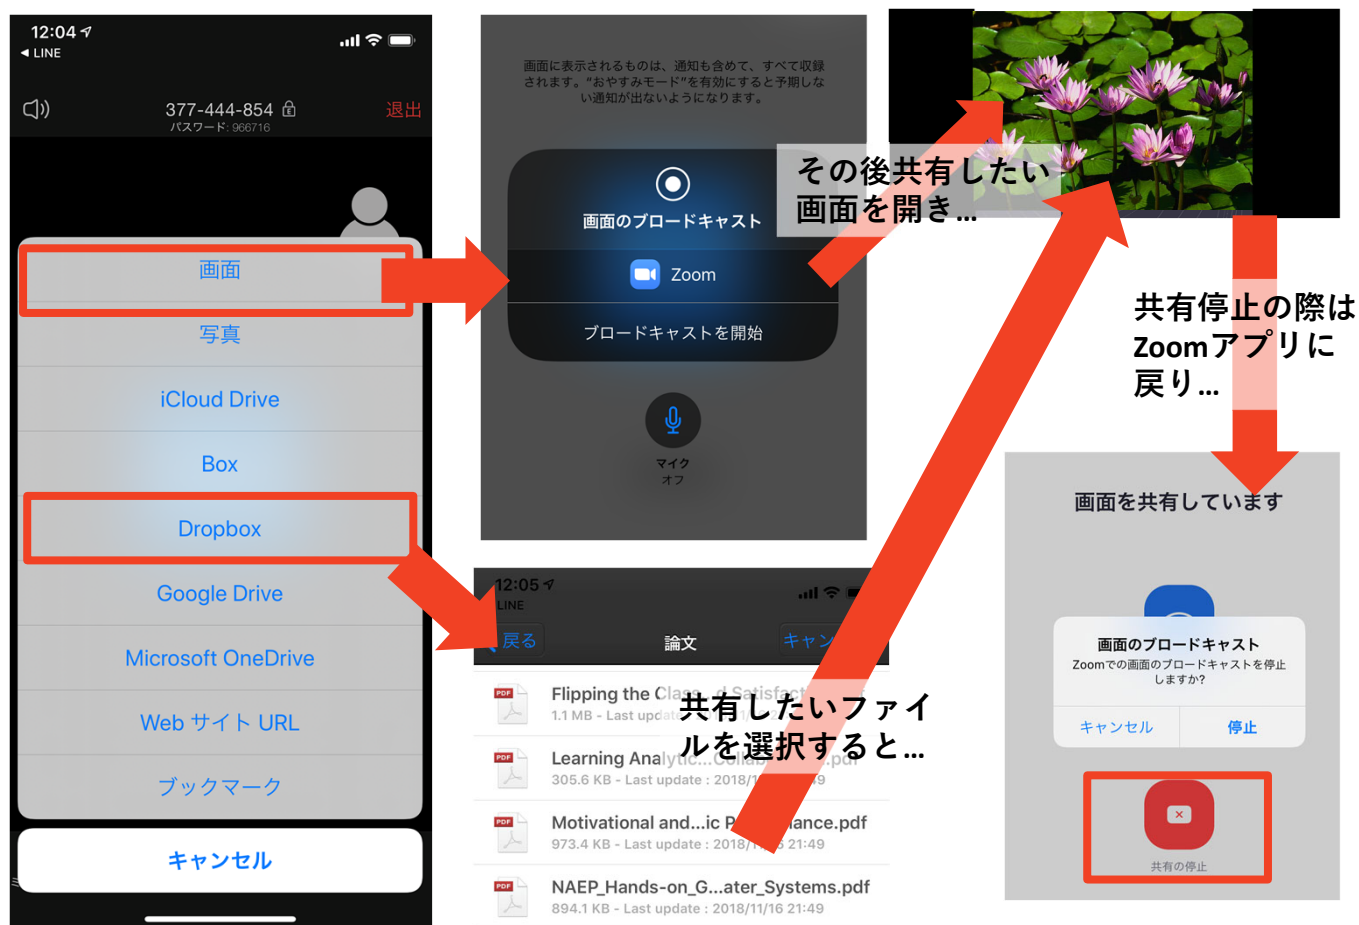 12:04
◀ LINE
377-444-854
パスワード: 966716
退出
画面
写真
iCloud Drive
Box
Dropbox
Google Drive
Microsoft OneDrive
Web サイト URL
ブックマーク
キャンセル
画面に表示されるものは、通知も含めて、すべて収録
されます。“おやすみモード”を有効にすると予期しな
い通知が出ないようになります。
画面のブロードキャスト
Zoom
ブロードキャストを開始
マイク
オフ
その後共有したい
画面を開き...
共有停止の際は
Zoomアプリに
戻り...
12:05
LINE
戻る
論文
キャン
Flipping the Class...d Satisfact
1.1 MB - Last update
共有したいファイ
ルを選択すると...
Learning Analytic...Collab
.pdf
305.6 KB - Last update : 2018/1
9
Motivational and...ic P
ance.pdf
973.4 KB - Last update : 2018/1
6 21:49
NAEP_Hands-on_G...ater_Systems.pdf
894.1 KB - Last update : 2018/11/16 21:49
画面を共有しています
画面のブロードキャスト
Zoomでの画面のブロードキャストを停止
しますか?
キャンセル
停止
共有の停止